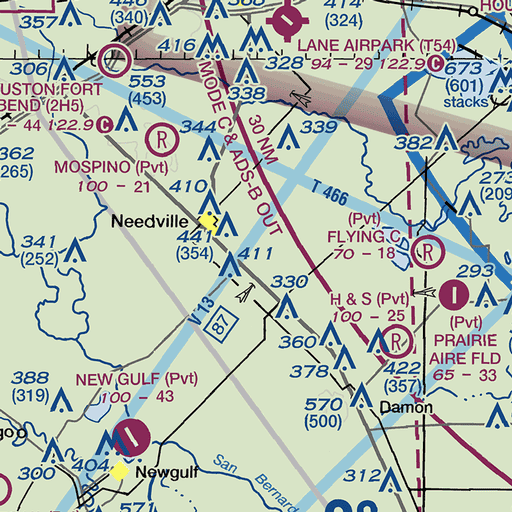 357
446
(340)
368
414
(324)
416
LANE AIRPARK (T54)
94 - 29 122.9 C
306
328
553
(453)
338
673
(601)
stacks
USTON FORT
BEND (2H5)
- 44 122.9 C
MODE C & ADS-B OUT
30 NM
339
382
362
(265)
344
R
MOSPINO (Pvt)
100 - 21
410
T 466
273
(209
Needville
441
(354)
(Pvt)
FLYING C
70 - 18
R
341
(252)
411
293
330
H & S (Pvt)
100 - 25
V 13
87
360
R
(Pvt)
PRAIRIE
AIRE FLD
65 - 33
378
422
(357)
388
(319)
NEW GULF (Pvt)
100 - 43
570
(500)
Damon
go
300
404
Newgulf
San
Bernard
312
571